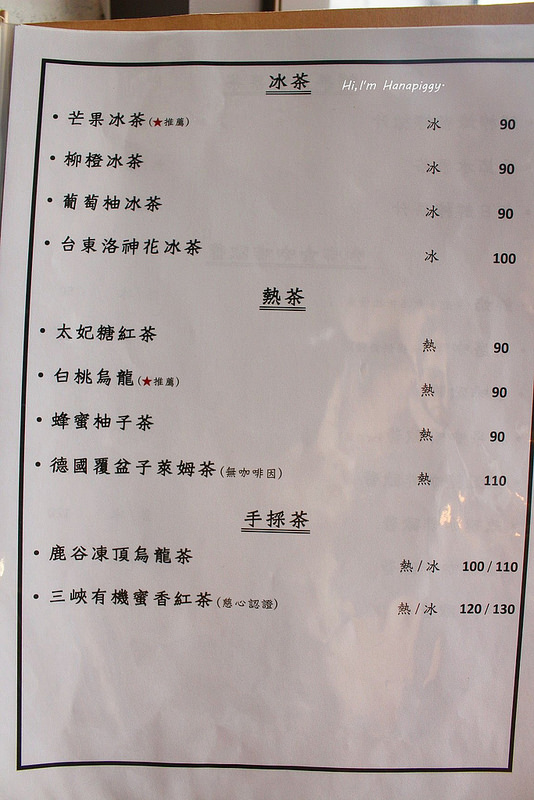 冰茶
Hi,I'm Hanapiggy.
• 芒果冰茶(★推薦) 冰 90
• 柳橙冰茶 冰 90
• 葡萄柚冰茶 冰 90
• 台東洛神花冰茶 冰 100
熱茶
• 太妃糖紅茶 熱 90
• 白桃烏龍(★推薦) 熱 90
• 蜂蜜柚子茶 熱 90
• 德國覆盆子萊姆茶(無咖啡因) 熱 110
手採茶
• 鹿谷凍頂烏龍茶 熱/冰 100/110
• 三峽有機蜜香紅茶(慈心認證) 熱/冰 120/130